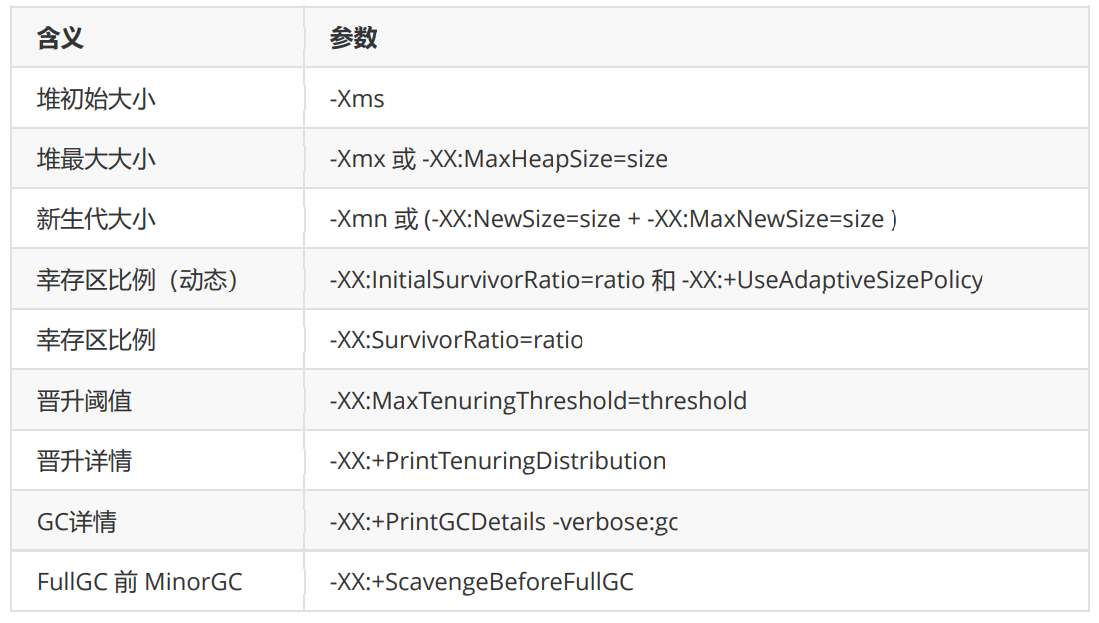 含义 参数
堆初始大小 -Xms
堆最大大小 -Xmx 或 -XX:MaxHeapSize=size
新生代大小 -Xmn 或 (-XX:NewSize=size + -XX:MaxNewSize=size )
幸存区比例（动态） -XX:InitialSurvivorRatio=ratio 和 -XX:+UseAdaptiveSizePolicy
幸存区比例 -XX:SurvivorRatio=ratio
晋升阈值 -XX:MaxTenuringThreshold=threshold
晋升详情 -XX:+PrintTenuringDistribution
GC详情 -XX:+PrintGCDetails -verbose:gc
FullGC 前 MinorGC -XX:+ScavengeBeforeFullGC